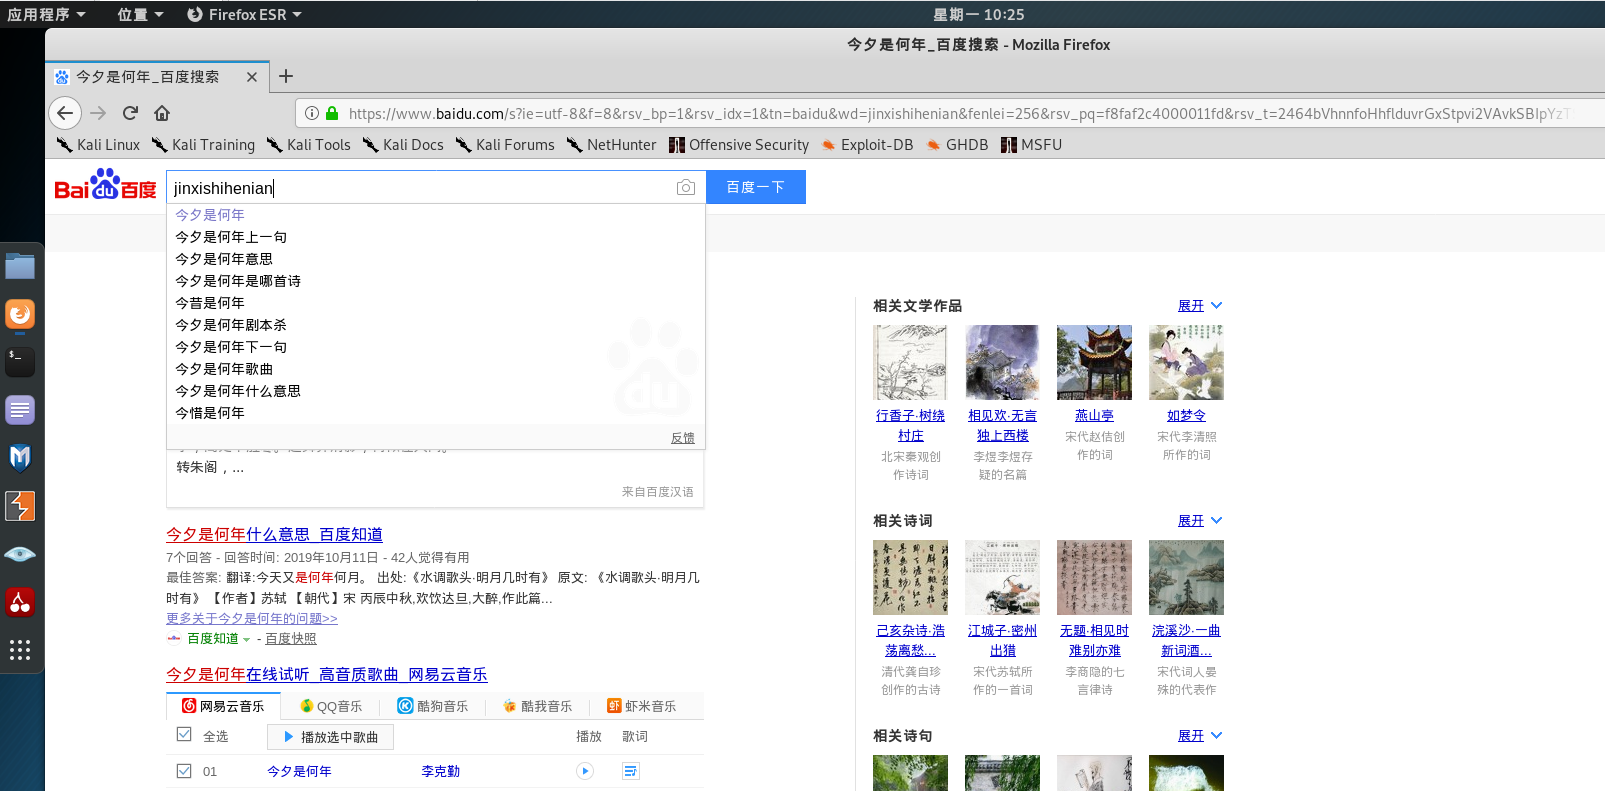 应用程序 位置 Firefox ESR 星期一 10:25
今夕是何年_百度搜索 - Mozilla Firefox
今夕是何年_百度搜索
https://www.baidu.com/s?ie=utf-8&f=8&rsv_bp=1&rsv_idx=1&tn=baidu&wd=jinxishihenian&fenlei=256&rsv_pq=f8faf2c4000011fd&rsv_t=2464bVhnnfoHhflduvrGxStpvi2VAvkSBIpYzT
Kali Linux Kali Training Kali Tools Kali Docs Kali Forums NetHunter Offensive Security Exploit-DB GHDB MSFU
Bai du 百度 jinxishihenian 百度一下
今夕是何年
今夕是何年上一句
今夕是何年意思
今夕是何年是哪首诗
今昔是何年
今夕是何年剧本杀
今夕是何年下一句
今夕是何年歌曲
今夕是何年什么意思
今惜是何年
反馈
转朱阁，...
来自百度汉语
今夕是何年什么意思_百度知道
7个回答 - 回答时间: 2019年10月11日 - 42人觉得有用
最佳答案: 翻译:今天又是何年何月。 出处:《水调歌头·明月几时有》 原文: 《水调歌头·明月几
时有》 【作者】苏轼 【朝代】宋 丙辰中秋,欢饮达旦,大醉,作此篇...
更多关于今夕是何年的问题>>
百度知道 - 百度快照
今夕是何年在线试听_高音质歌曲_网易云音乐
网易云音乐 QQ音乐 酷狗音乐 酷我音乐 虾米音乐
全选 播放选中歌曲 播放 歌词
01 今夕是何年 李克勤
相关文学作品 展开
行香子·树绕 相见欢·无言 燕山亭 如梦令
村庄 独上西楼 宋代赵佶创 宋代李清照
北宋秦观创 李煜李煜存 作的词 所作的词
作诗词 疑的名篇
相关诗词 展开
己亥杂诗·浩 江城子·密州 无题·相见时 浣溪沙·一曲
荡离愁... 出猎 难别亦难 新词酒...
清代龚自珍 宋代苏轼所 李商隐的七 宋代词人晏
创作的古诗 作的一首词 言律诗 殊的代表作
相关诗句 展开